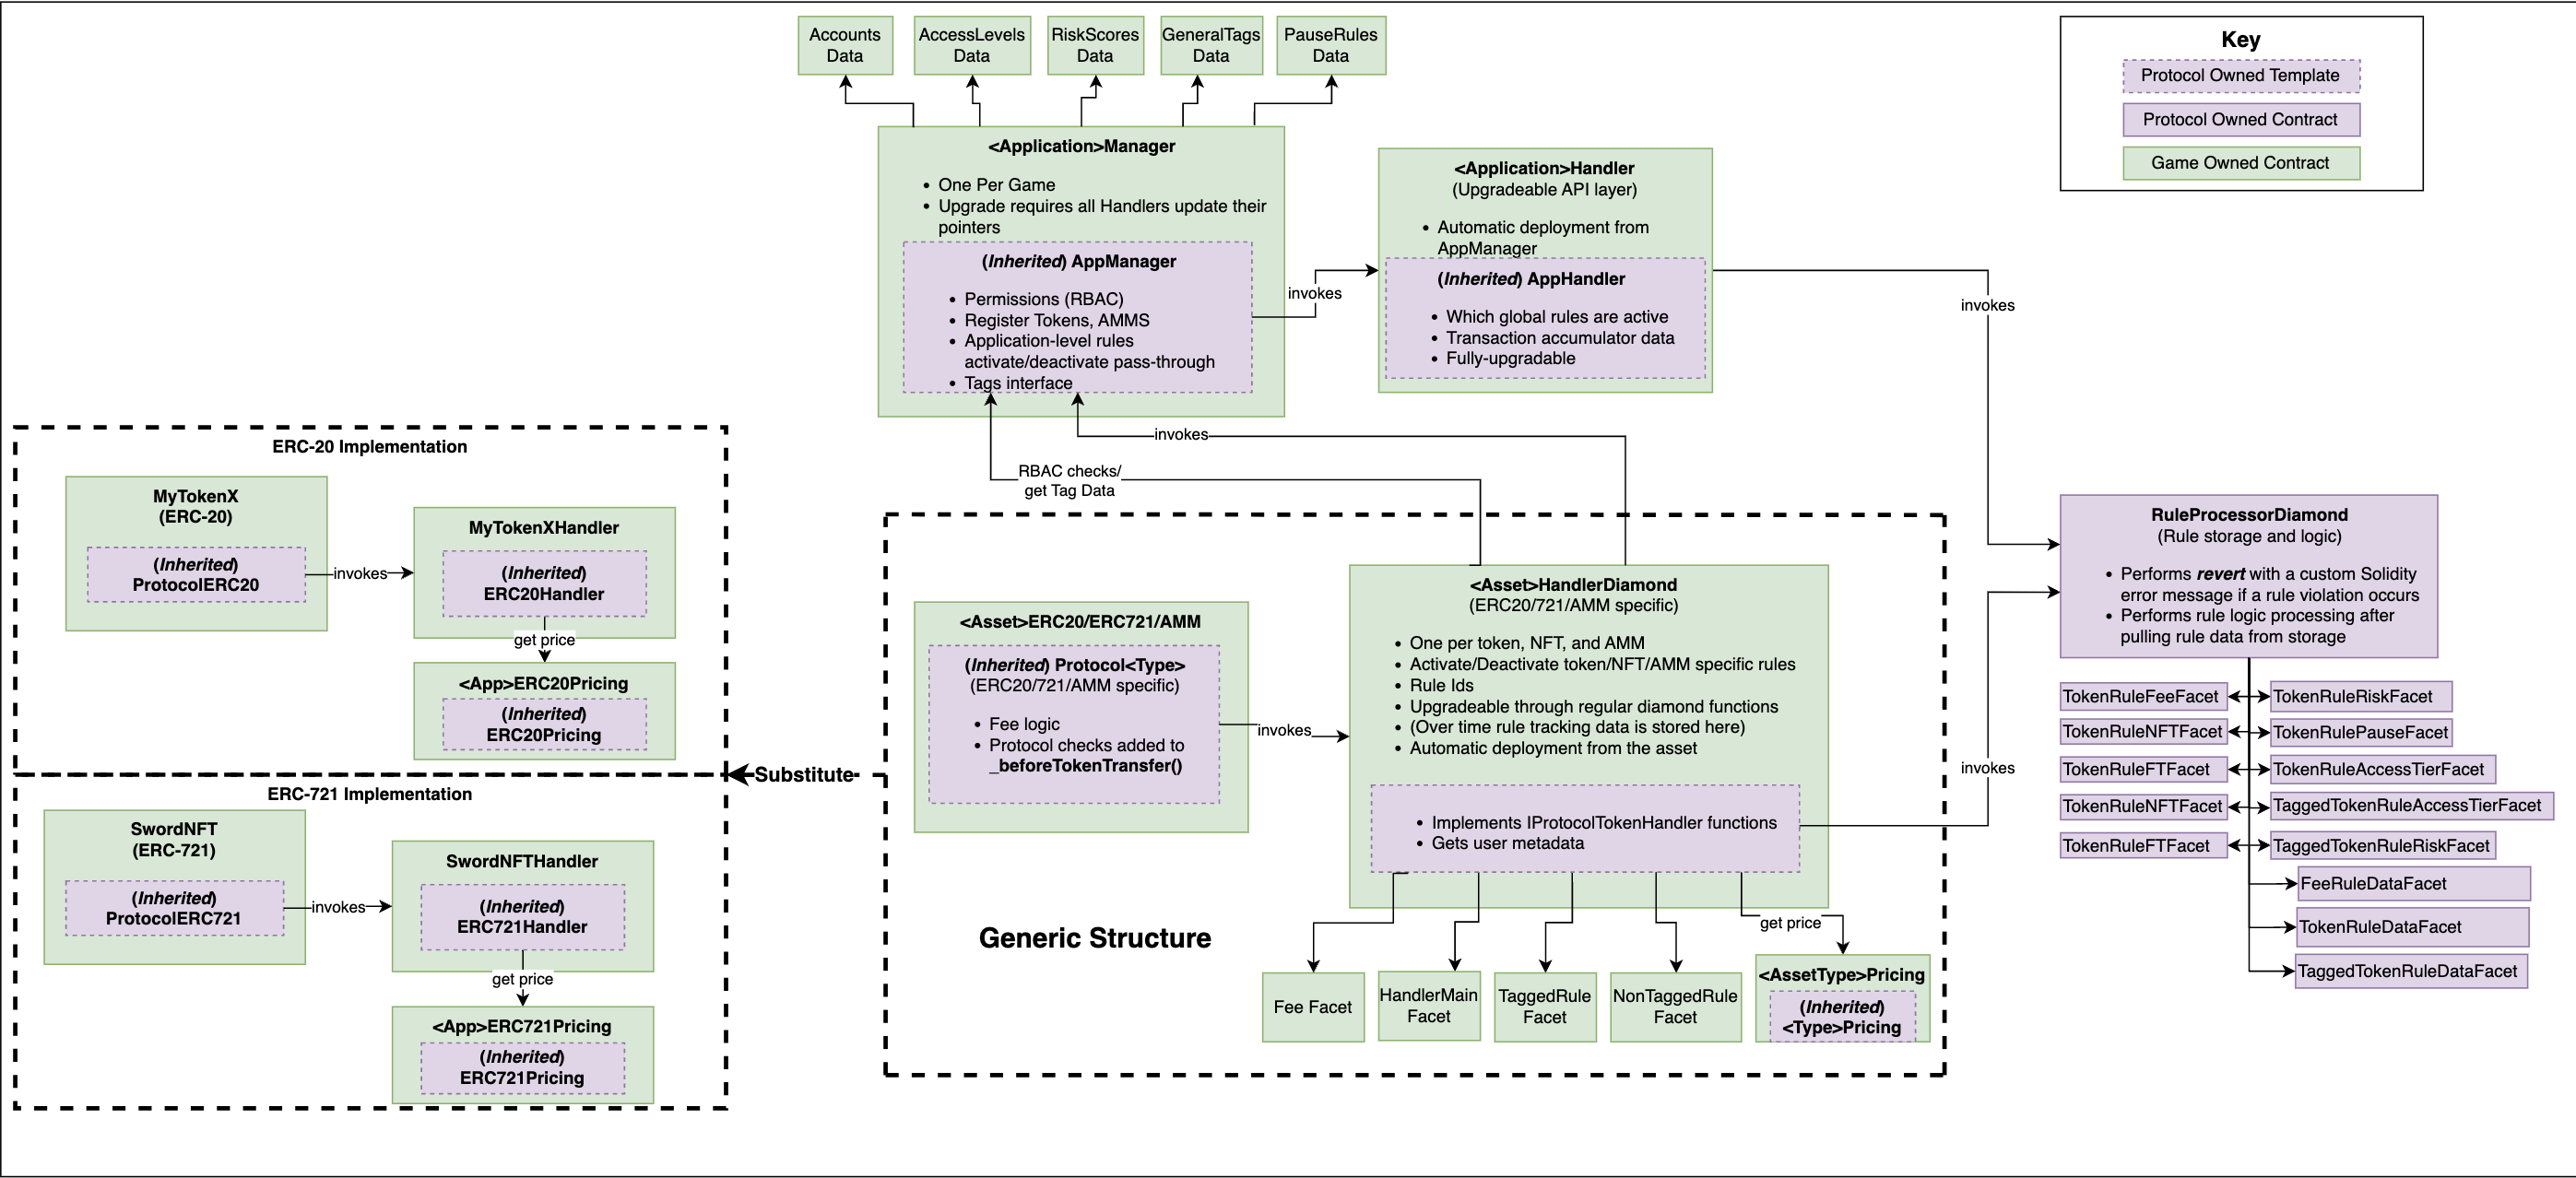 Accounts
Data
AccessLevels
Data
RiskScores
Data
GeneralTags
Data
PauseRules
Data
Key
Protocol Owned Template
Protocol Owned Contract
Game Owned Contract
<Application>Manager
One Per Game
Upgrade requires all Handlers update their
pointers
(Inherited) AppManager
Permissions (RBAC)
Register Tokens, AMMS
Application-level rules
activate/deactivate pass-through
Tags interface
invokes
<Application>Handler
(Upgradeable API layer)
Automatic deployment from
AppManager
(Inherited) AppHandler
Which global rules are active
Transaction accumulator data
Fully-upgradable
invokes
invokes
RBAC checks/
get Tag Data
ERC-20 Implementation
MyTokenX
(ERC-20)
(Inherited)
ProtocolERC20
invokes
MyTokenXHandler
(Inherited)
ERC20Handler
get price
<App>ERC20Pricing
(Inherited)
ERC20Pricing
ERC-721 Implementation
SwordNFT
(ERC-721)
(Inherited)
ProtocolERC721
invokes
SwordNFTHandler
(Inherited)
ERC721Handler
get price
<App>ERC721Pricing
(Inherited)
ERC721Pricing
Substitute
<Asset>ERC20/ERC721/AMM
(Inherited) Protocol<Type>
(ERC20/721/AMM specific)
Fee logic
Protocol checks added to
_beforeTokenTransfer()
invokes
<Asset>HandlerDiamond
(ERC20/721/AMM specific)
One per token, NFT, and AMM
Activate/Deactivate token/NFT/AMM specific rules
Rule Ids
Upgradeable through regular diamond functions
(Over time rule tracking data is stored here)
Automatic deployment from the asset
Implements IProtocolTokenHandler functions
Gets user metadata
Generic Structure
get price
Fee Facet
HandlerMain
Facet
TaggedRule
Facet
NonTaggedRule
Facet
<AssetType>Pricing
(Inherited)
<Type>Pricing
invokes
RuleProcessorDiamond
(Rule storage and logic)
Performs revert with a custom Solidity
error message if a rule violation occurs
Performs rule logic processing after
pulling rule data from storage
TokenRuleFeeFacet
TokenRuleRiskFacet
TokenRuleNFTFacet
TokenRulePauseFacet
TokenRuleFTFacet
TokenRuleAccessTierFacet
TokenRuleNFTFacet
TaggedTokenRuleAccessTierFacet
TokenRuleFTFacet
TaggedTokenRuleRiskFacet
FeeRuleDataFacet
TokenRuleDataFacet
TaggedTokenRuleDataFacet